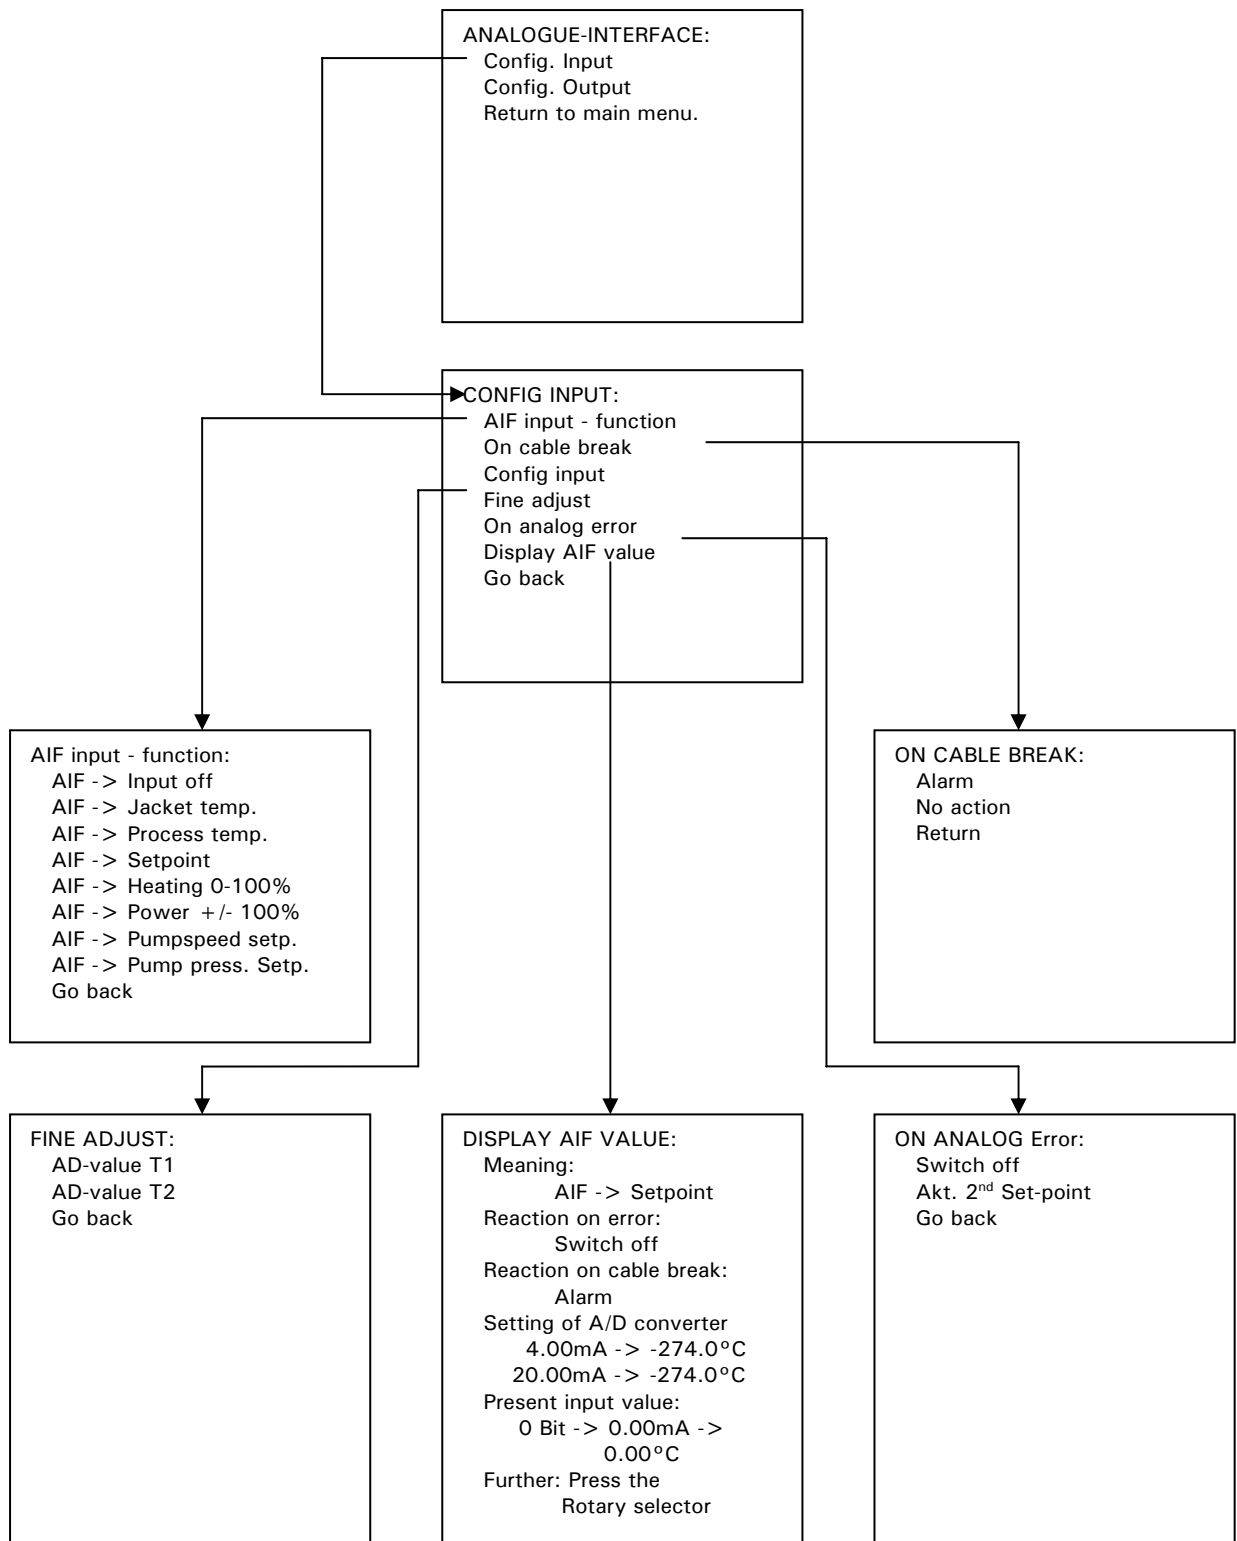 ANALOGUE-INTERFACE:
Config. Input
Config. Output
Return to main menu.
CONFIG INPUT:
AIF input - function
On cable break
Config input
Fine adjust
On analog error
Display AIF value
Go back
AIF input - function:
AIF -> Input off
AIF -> Jacket temp.
AIF -> Process temp.
AIF -> Setpoint
AIF -> Heating 0-100%
AIF -> Power +/- 100%
AIF -> Pumpspeed setp.
AIF -> Pump press. Setp.
Go back
ON CABLE BREAK:
Alarm
No action
Return
FINE ADJUST:
AD-value T1
AD-value T2
Go back
DISPLAY AIF VALUE:
Meaning:
AIF -> Setpoint
Reaction on error:
Switch off
Reaction on cable break:
Alarm
Setting of A/D converter
4.00mA -> -274.0°C
20.00mA -> -274.0°C
Present input value:
0 Bit -> 0.00mA ->
0.00°C
Further: Press the
Rotary selector
ON ANALOG Error:
Switch off
Akt. 2nd Set-point
Go back